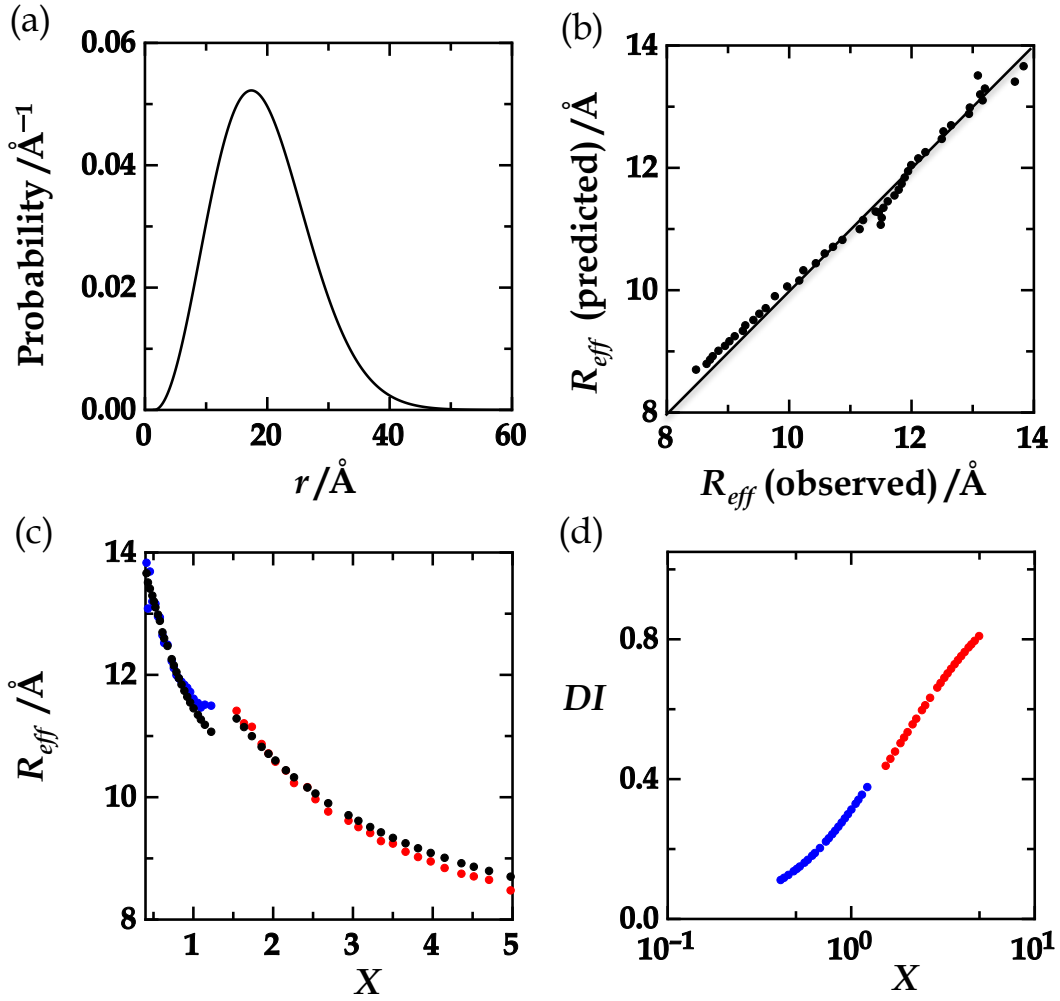 (a)
0.06
0.04
0.02
0.00
Probability /Å⁻¹
0 20 40 60
r /Å
(b)
14
12
10
8
R_eff (predicted) /Å
8 10 12 14
R_eff (observed) /Å
(c)
14
12
10
8
R_eff /Å
1 2 3 4 5
X
(d)
0.8
0.4
0.0
DI
10⁻¹ 10⁰ 10¹
X